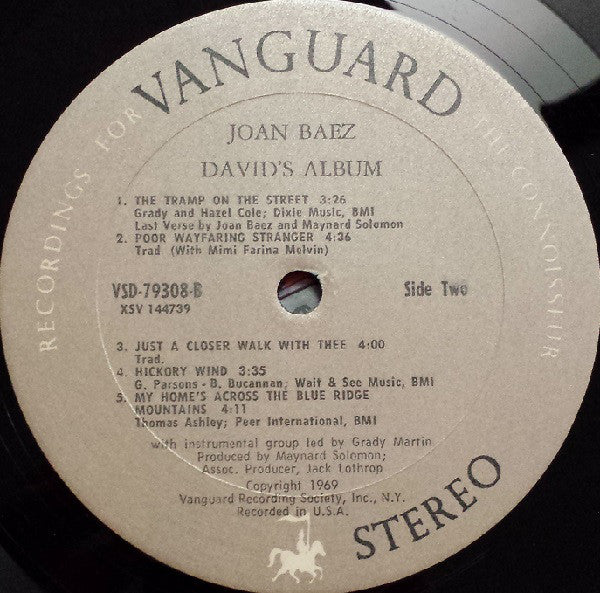 RECORDINGS FOR
VANGUARD
THE CONNOISSEUR
JOAN BAEZ
DAVID'S ALBUM
1. THE TRAMP ON THE STREET 3:26
Grady and Hazel Cole; Dixie Music, BMI
Last Verse by Joan Baez and Maynard Solomon
2. POOR WAYFARING STRANGER 4:36
Trad. (With Mimi Farina Melvin)
VSD-79308-B
XSV 144739
Side Two
3. JUST A CLOSER WALK WITH THEE 4:00
Trad.
4. HICKORY WIND 3:35
G. Parsons - B. Bucannan; Wait & See Music, BMI
5. MY HOME'S ACROSS THE BLUE RIDGE
MOUNTAINS 4:11
Thomas Ashley; Peer International, BMI
with instrumental group led by Grady Martin.
Produced by Maynard Solomon;
Assoc. Producer, Jack Lothrop
Copyright 1969
Vanguard Recording Society, Inc., N.Y.
Recorded in U.S.A.
STEREO